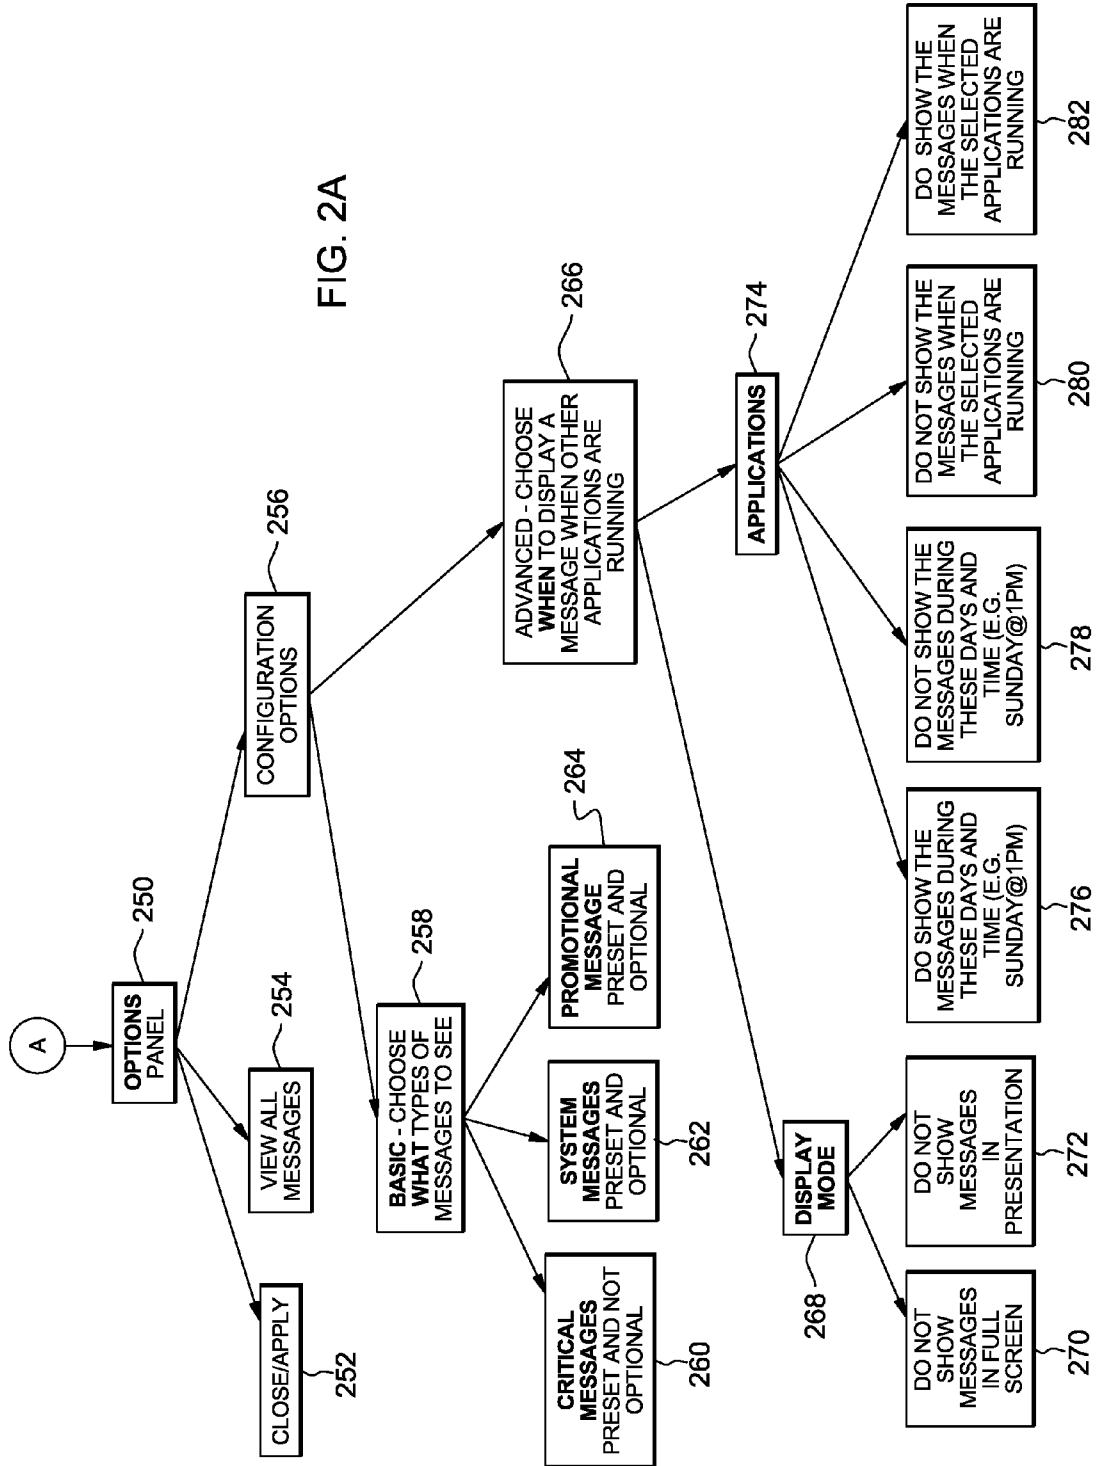 FIG. 2A
A
OPTIONS
PANEL
250
CLOSE/APPLY
252
VIEW ALL
MESSAGES
254
CONFIGURATION
OPTIONS
256
BASIC - CHOOSE
WHAT TYPES OF
MESSAGES TO SEE
258
CRITICAL
MESSAGES
PRESET AND NOT
OPTIONAL
260
SYSTEM
MESSAGES
PRESET AND
OPTIONAL
262
PROMOTIONAL
MESSAGE
PRESET AND
OPTIONAL
264
ADVANCED - CHOOSE
WHEN TO DISPLAY A
MESSAGE WHEN OTHER
APPLICATIONS ARE
RUNNING
266
DISPLAY
MODE
268
DO NOT
SHOW
MESSAGES
IN FULL
SCREEN
270
DO NOT
SHOW
MESSAGES
IN
PRESENTATION
272
APPLICATIONS
274
DO SHOW THE
MESSAGES DURING
THESE DAYS AND
TIME (E.G.
SUNDAY@1PM)
276
DO NOT SHOW THE
MESSAGES DURING
THESE DAYS AND
TIME (E.G.
SUNDAY@1PM)
278
DO NOT SHOW THE
MESSAGES WHEN
THE SELECTED
APPLICATIONS ARE
RUNNING
280
DO SHOW THE
MESSAGES WHEN
THE SELECTED
APPLICATIONS ARE
RUNNING
282